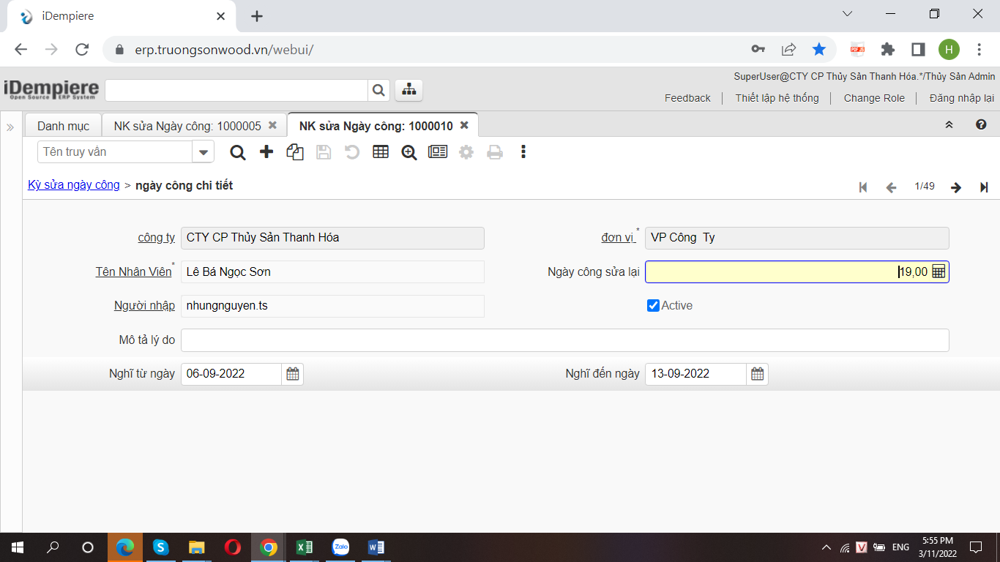 iDempiere
erp.truongsonwood.vn/webui/
H
iDempiere
Open Source ERP System
SuperUser@CTY CP Thủy Sản Thanh Hóa.*/Thủy Sản Admin
Feedback
Thiết lập hệ thống
Change Role
Đăng nhập lại
Danh mục
NK sửa Ngày công: 1000005
NK sửa Ngày công: 1000010
Tên truy vấn
Kỳ sửa ngày công > ngày công chi tiết
1/49
công ty
CTY CP Thủy Sản Thanh Hóa
đơn vị *
VP Công Ty
Tên Nhân Viên *
Lê Bá Ngọc Sơn
Ngày công sửa lại
19,00
Người nhập
nhungnguyen.ts
Active
Mô tả lý do
Nghĩ từ ngày
06-09-2022
Nghĩ đến ngày
13-09-2022
Zalo
V
ENG
5:55 PM
3/11/2022